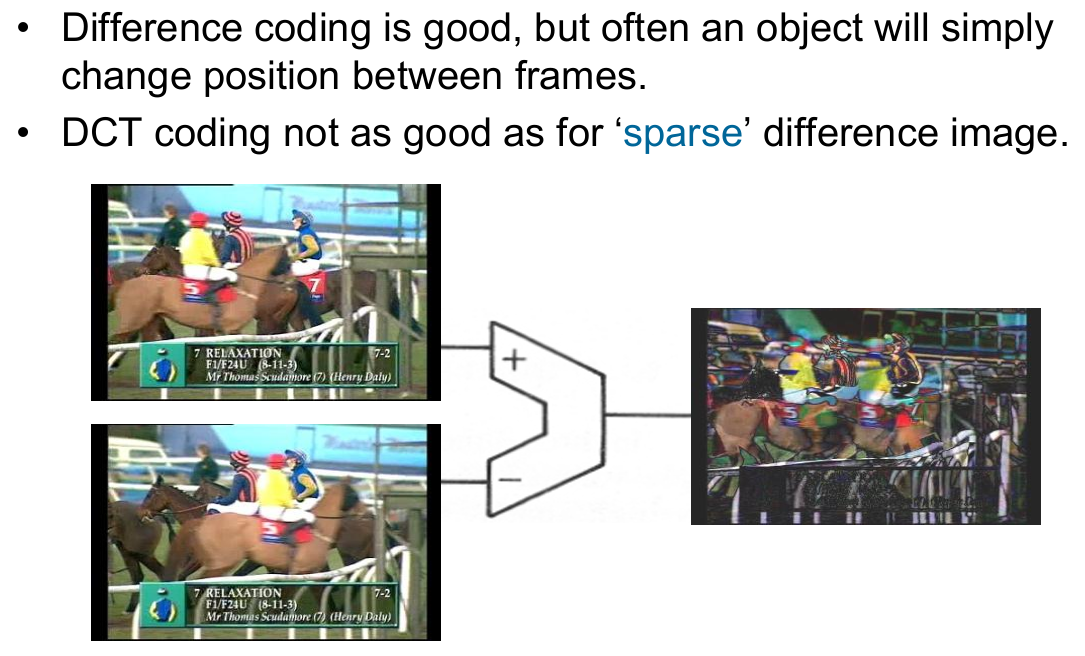 • Difference coding is good, but often an object will simply
change position between frames.
• DCT coding not as good as for ‘sparse’ difference image.
5
7
7 RELAXATION 7-2
F1/F24U (8-11-3)
Mr Thomas Scudamore (7) (Henry Daly)
+
5 5
5
−
7 RELAXATION 7-2
F1/F24U (8-11-3)
Mr Thomas Scudamore (7) (Henry Daly)